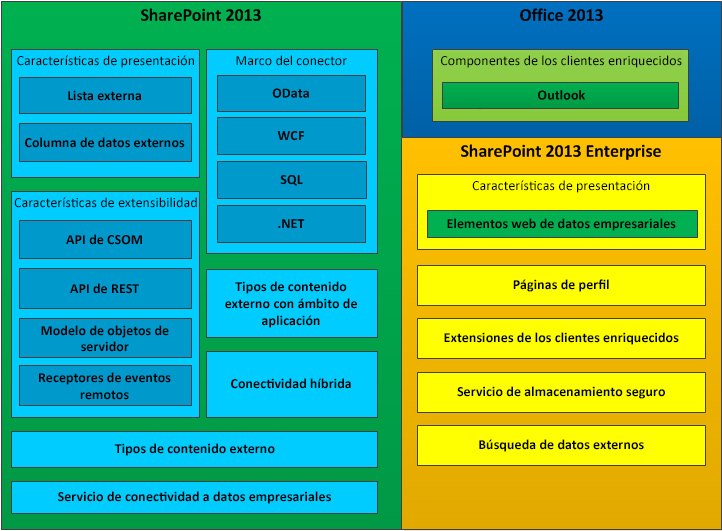 SharePoint 2013
Características de presentación
Lista externa
Columna de datos externos
Características de extensibilidad
API de CSOM
API de REST
Modelo de objetos de
servidor
Receptores de eventos
remotos
Marco del conector
OData
WCF
SQL
.NET
Tipos de contenido
externo con ámbito de
aplicación
Conectividad híbrida
Tipos de contenido externo
Servicio de conectividad a datos empresariales
Office 2013
Componentes de los clientes enriquecidos
Outlook
SharePoint 2013 Enterprise
Características de presentación
Elementos web de datos empresariales
Páginas de perfil
Extensiones de los clientes enriquecidos
Servicio de almacenamiento seguro
Búsqueda de datos externos